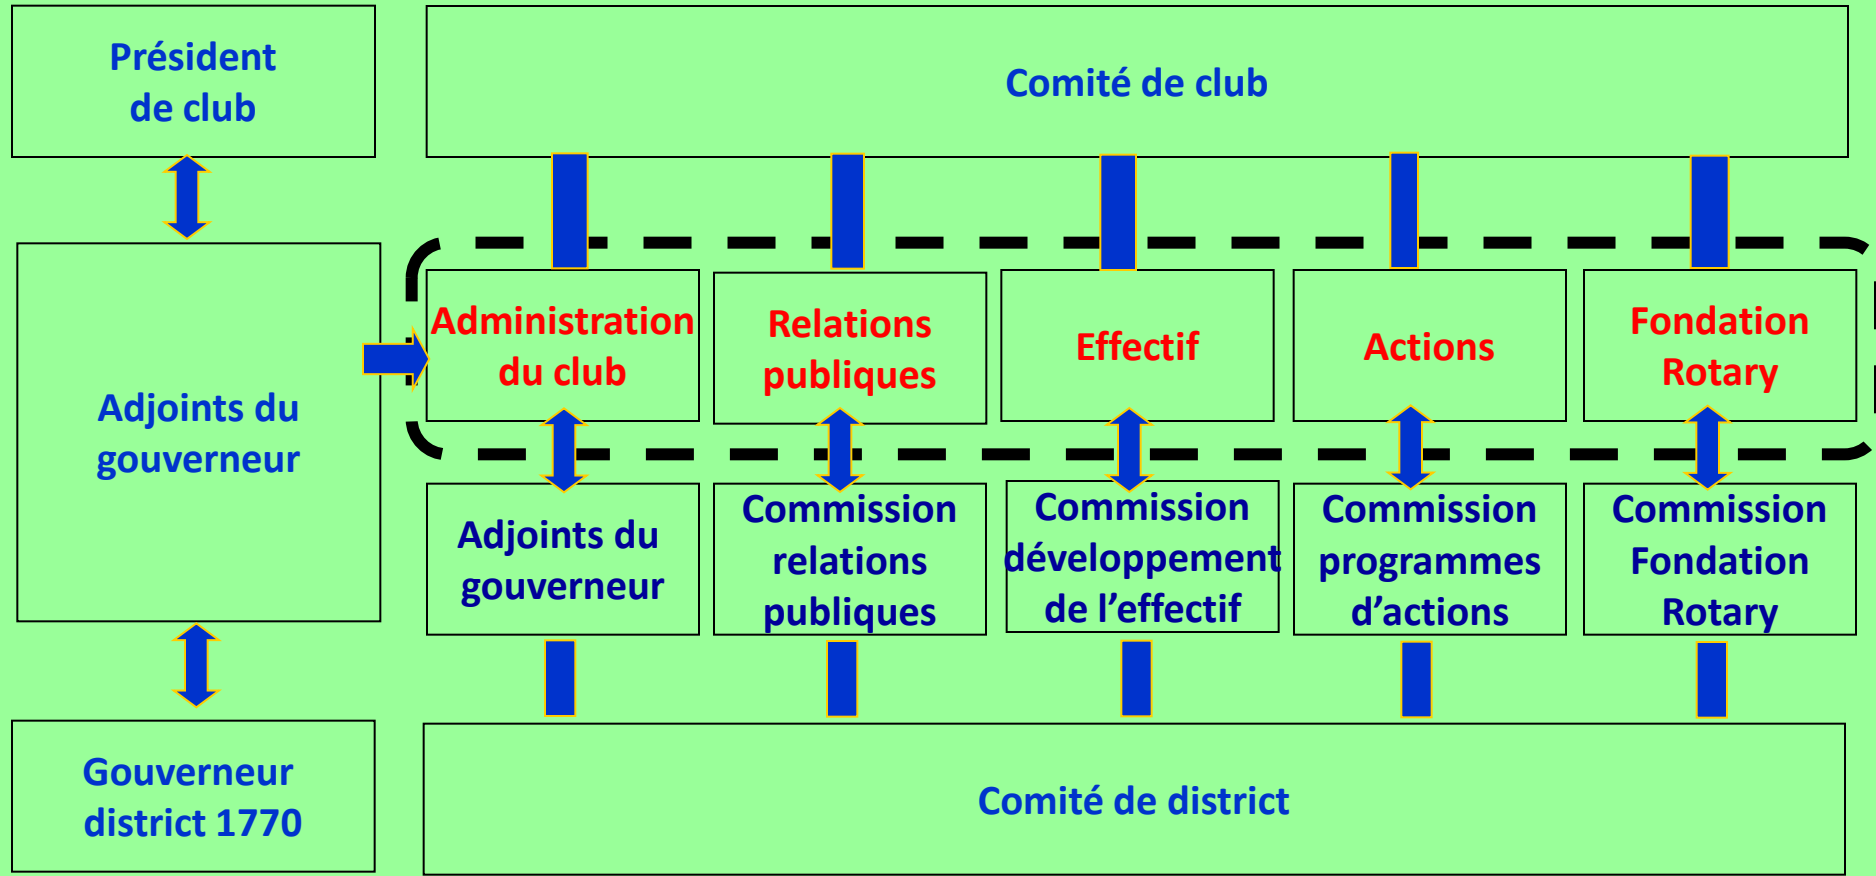 Président
de club
Comité de club
Adjoints du
gouverneur
Administration
du club
Relations
publiques
Effectif
Actions
Fondation
Rotary
Adjoints du
gouverneur
Commission
relations
publiques
Commission
développement
de l’effectif
Commission
programmes
d’actions
Commission
Fondation
Rotary
Gouverneur
district 1770
Comité de district